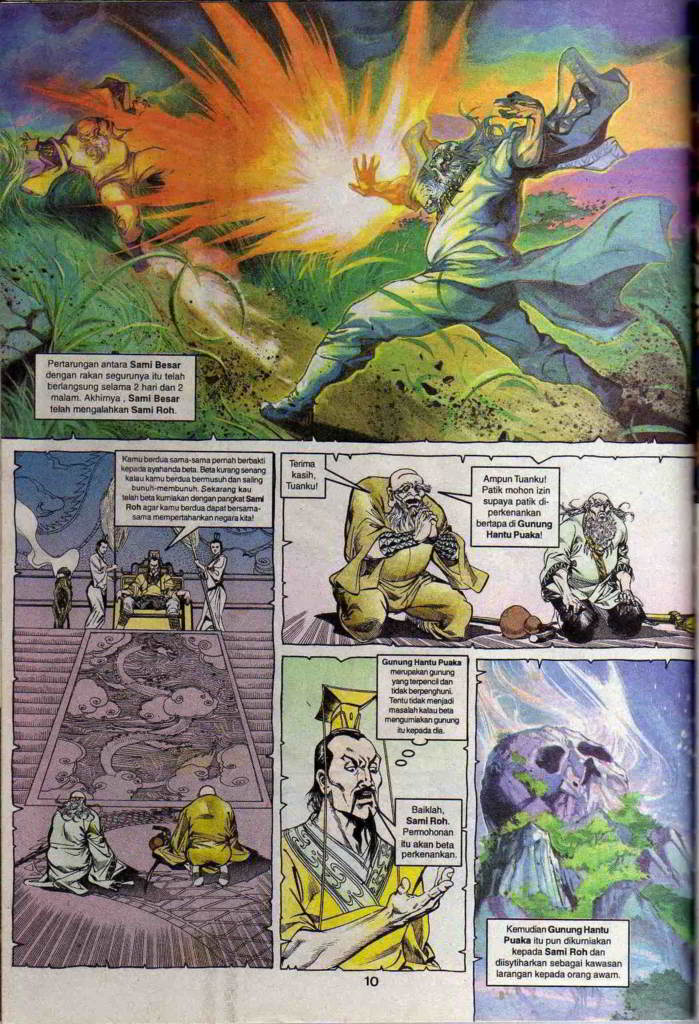 Pertarungan antara Sami Besar
dengan rakan segurunya itu telah
berlangsung selama 2 hari dan 2
malam. Akhirnya , Sami Besar
telah mengalahkan Sami Roh.
Kamu berdua sama-sama pernah berbakti
kepada ayahanda beta. Beta kurang senang
kalau kamu berdua bermusuh dan saling
bunuh-membunuh. Sekarang kau
telah beta kurniakan dengan pangkat Sami
Roh agar kamu berdua dapat bersama-
sama mempertahankan negara kita!
Terima
kasih,
Tuanku!
Ampun Tuanku!
Patik mohon izin
supaya patik di-
perkenankan
bertapa di Gunung
Hantu Puaka!
Gunung Hantu Puaka
merupakan gunung
yang terpencil dan
tidak berpenghuni.
Tentu tidak menjadi
masalah kalau beta
mengurniakan gunung
itu kepada dia.
Baiklah,
Sami Roh.
Permohonan
itu akan beta
perkenankan.
Kemudian Gunung Hantu
Puaka itu pun dikurniakan
kepada Sami Roh dan
diisytiharkan sebagai kawasan
larangan kepada orang awam.
10